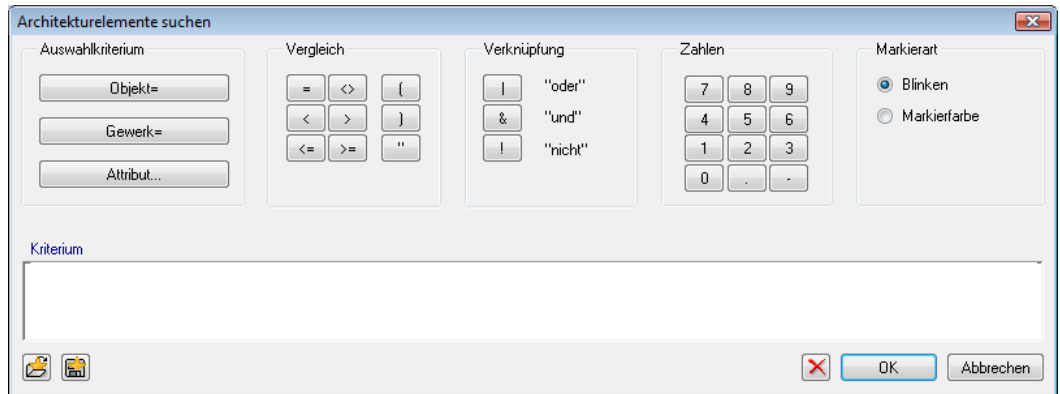 Architekturelemente suchen
Auswahlkriterium Vergleich Verknüpfung Zahlen Markierart
Objekt= = <> ( | "oder" 7 8 9 Blinken
Gewerk= < > ) & "und" 4 5 6 Markierfarbe
Attribut... <= >= " ! "nicht" 1 2 3
0 . -
Kriterium
OK Abbrechen